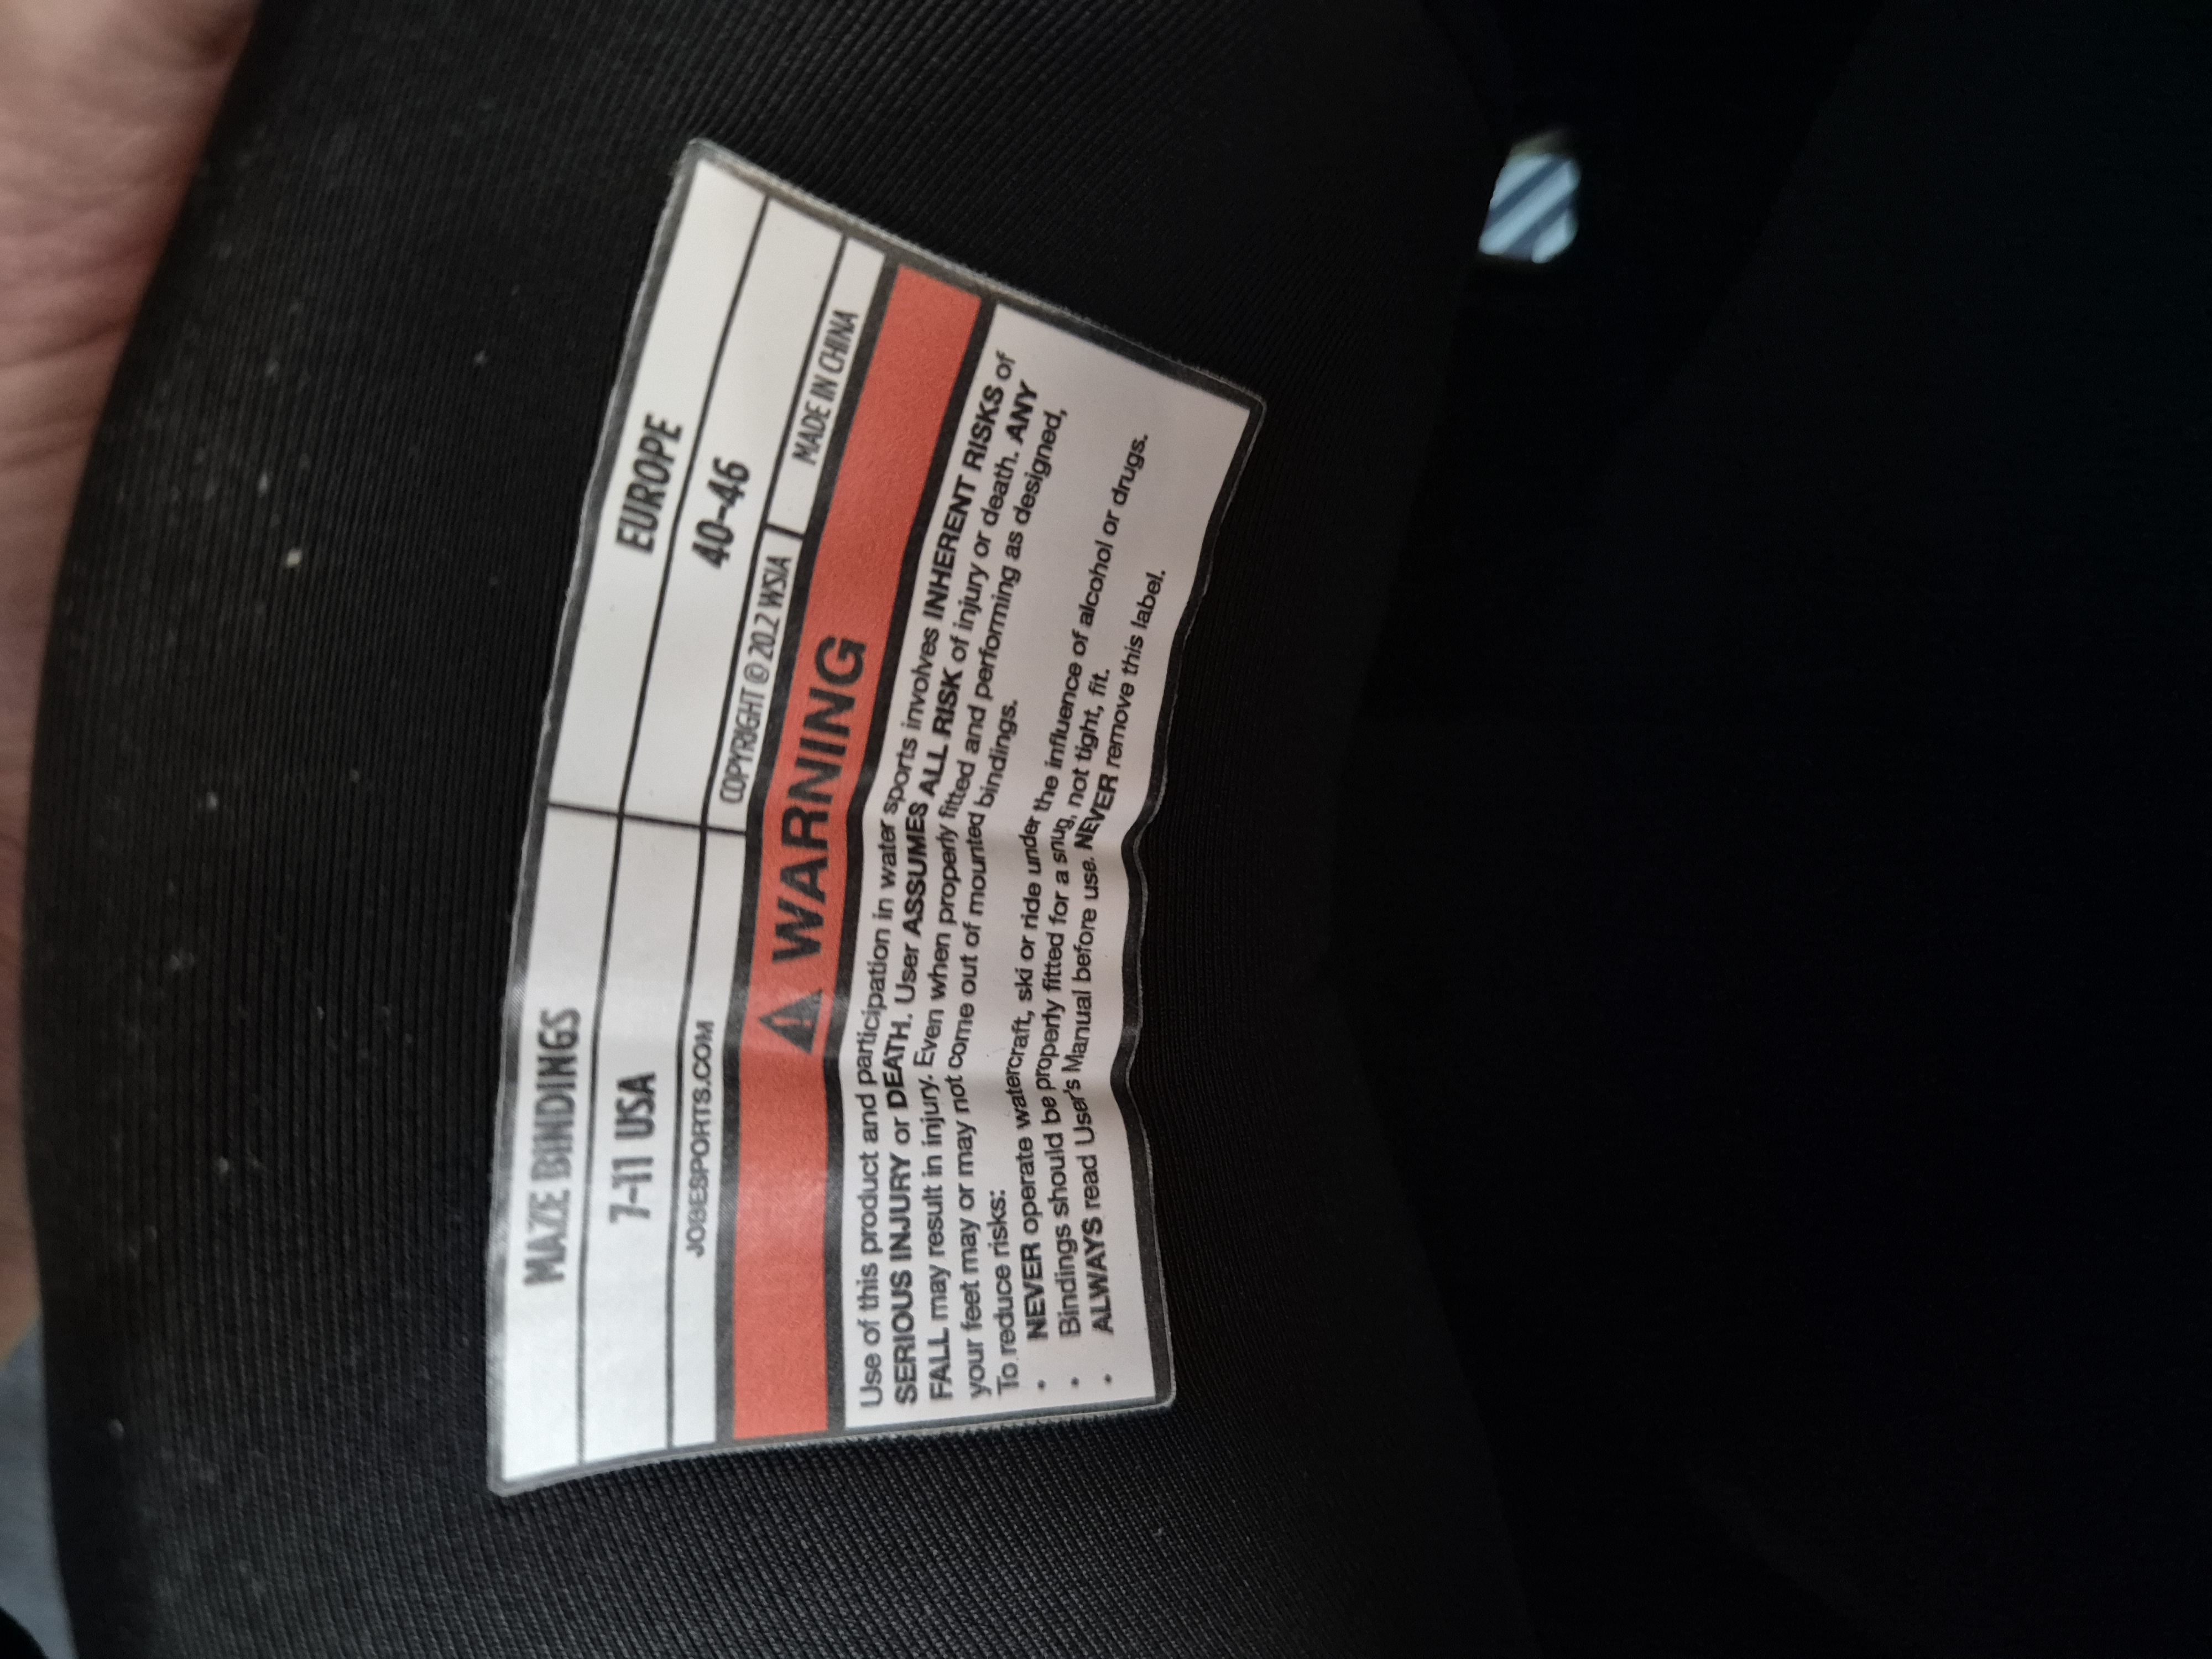 MAZE BINDINGS EUROPE
7-11 USA 40-46
JOBESPORTS.COM COPYRIGHT © 20.2 WSIA MADE IN CHINA
⚠ WARNING
Use of this product and participation in water sports involves INHERENT RISKS of
SERIOUS INJURY or DEATH. User ASSUMES ALL RISK of injury or death. ANY
FALL may result in injury. Even when properly fitted and performing as designed,
your feet may or may not come out of mounted bindings.
To reduce risks:
• NEVER operate watercraft, ski or ride under the influence of alcohol or drugs.
• Bindings should be properly fitted for a snug, not tight, fit.
• ALWAYS read User's Manual before use. NEVER remove this label.